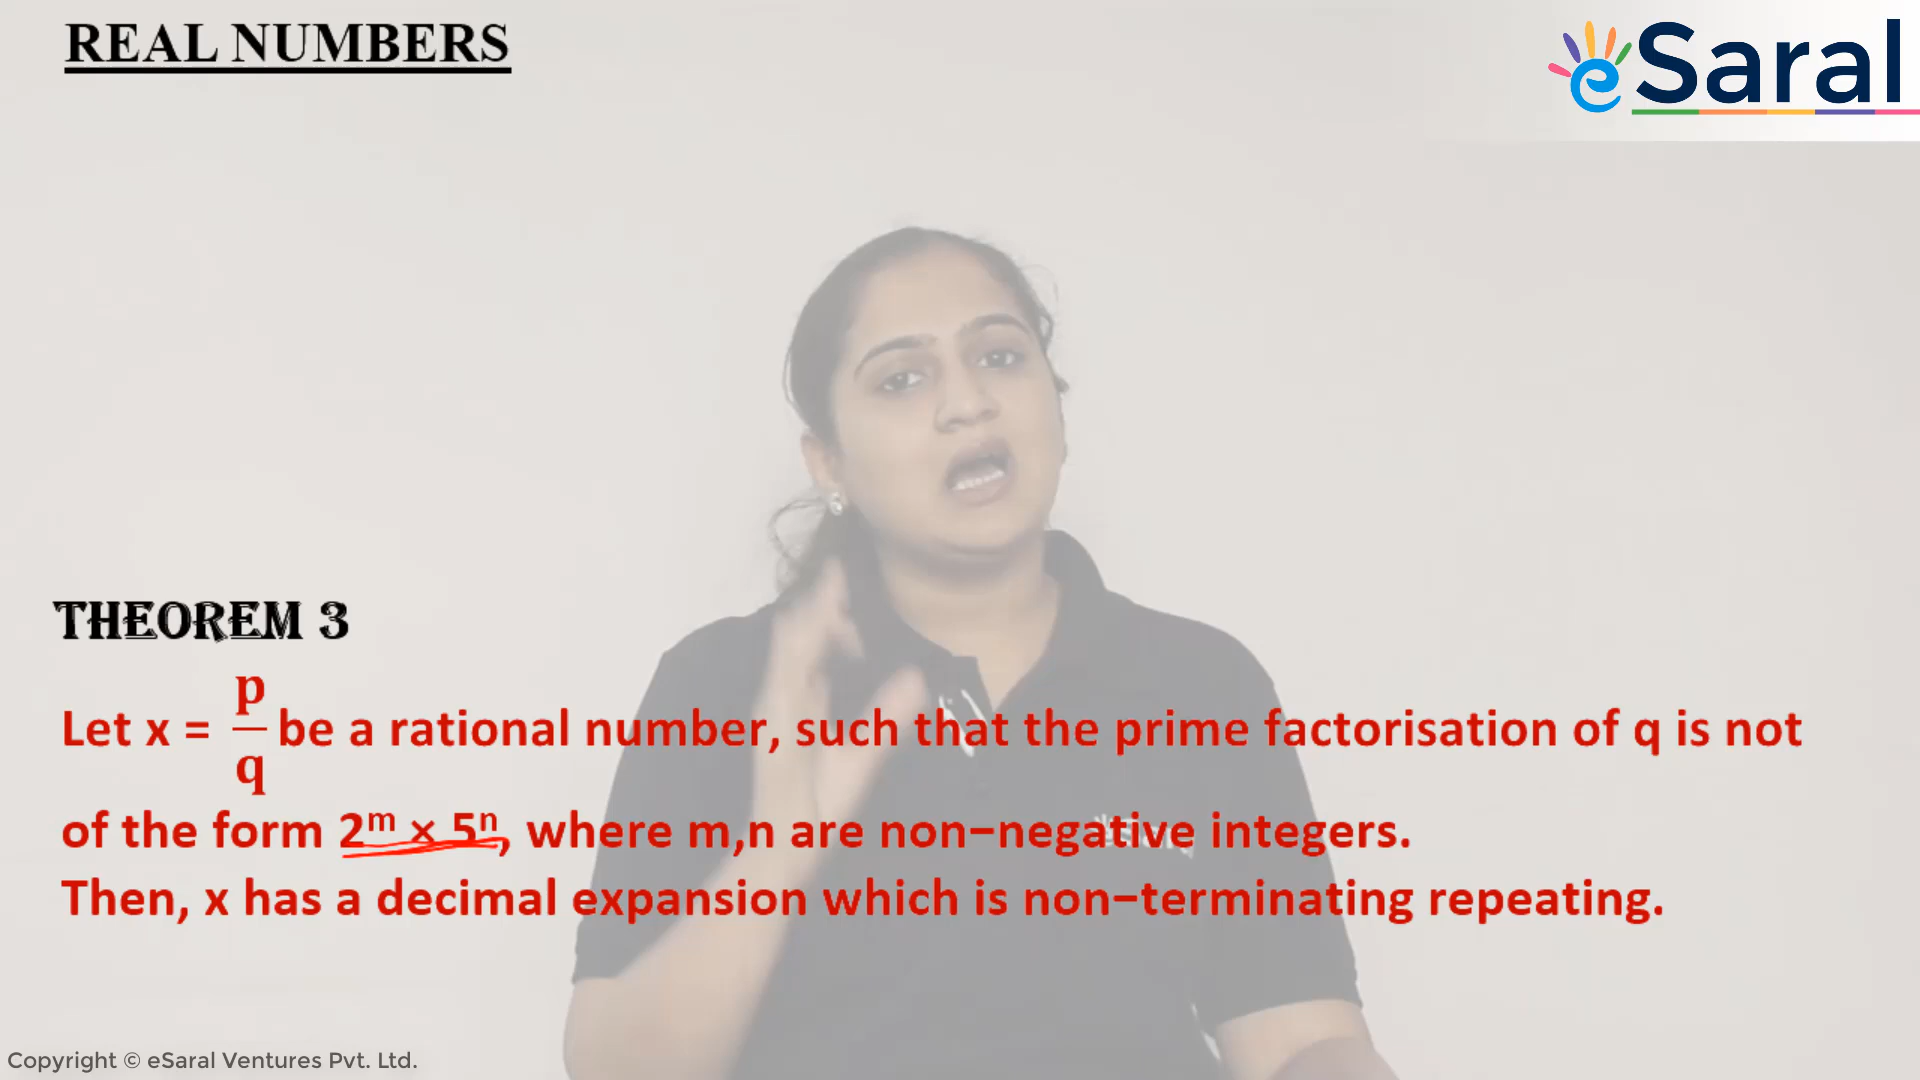 REAL NUMBERS
eSaral
THEOREM 3
Let x = p/q be a rational number, such that the prime factorisation of q is not
of the form 2ᵐ × 5ⁿ, where m,n are non−negative integers.
Then, x has a decimal expansion which is non−terminating repeating.
Copyright © eSaral Ventures Pvt. Ltd.